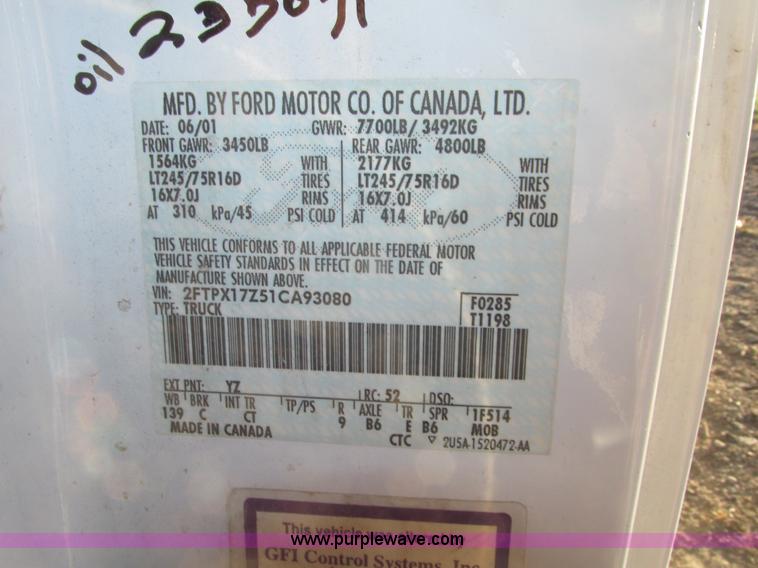 oil
MFD. BY FORD MOTOR CO. OF CANADA, LTD.
DATE: 06/01 GVWR: 7700LB/ 3492KG
FRONT GAWR: 3450LB REAR GAWR: 4800LB
1564KG WITH 2177KG WITH
LT245/75R16D TIRES LT245/75R16D TIRES
16X7.0J RIMS 16X7.0J RIMS
AT 310 kPa/45 PSI COLD AT 414 kPa/60 PSI COLD
THIS VEHICLE CONFORMS TO ALL APPLICABLE FEDERAL MOTOR
VEHICLE SAFETY STANDARDS IN EFFECT ON THE DATE OF
MANUFACTURE SHOWN ABOVE.
VIN: 2FTPX17Z51CA93080 F0285
TYPE: TRUCK T1198
EXT PNT: YZ RC: 52 DSO:
WB BRK INT TR TP/PS R AXLE TR SPR 1F514
139 C CT 9 B6 E B6 MOB
MADE IN CANADA CTC ▽ 2U5A-1520472-AA
This vehicle
GFI Control Systems, Inc.
www.purplewave.com